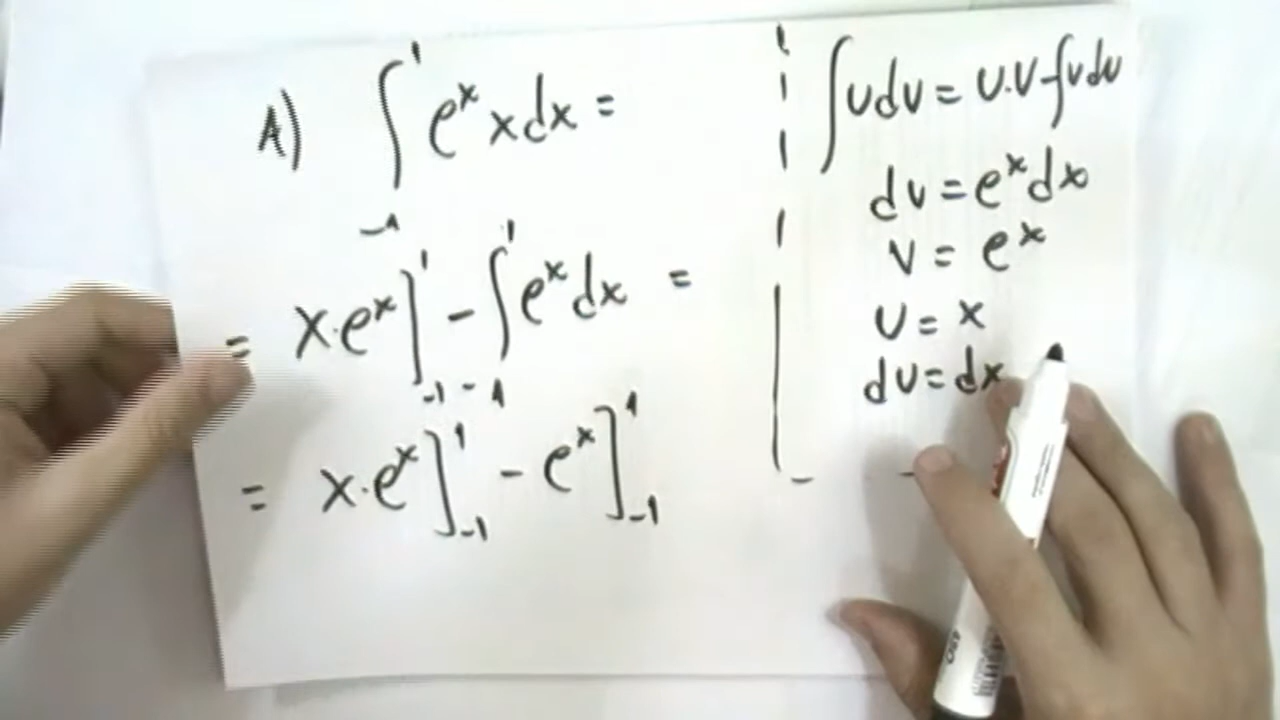 A) ∫₋₁¹ eˣ x dx =
= x·eˣ]₋₁¹ - ∫₋₁¹ eˣ dx =
= x·eˣ]₋₁¹ - eˣ]₋₁¹
∫u dv = u.v - ∫v du
dv = eˣ dx
v = eˣ
u = x
du = dx